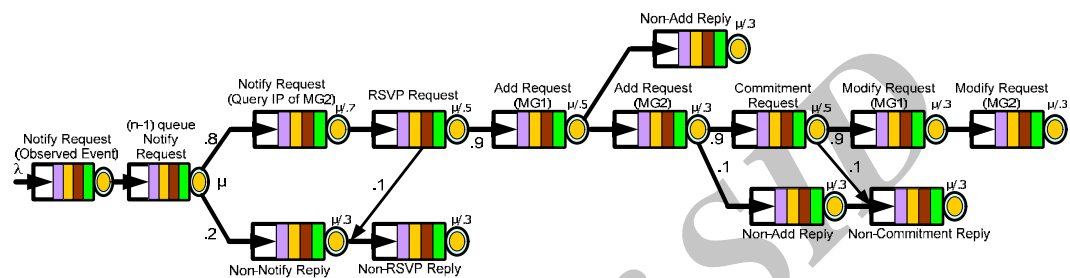 Non-Add Reply
μ/.3
Notify Request
(Query IP of MG2)
μ/.7
RSVP Request
μ/.5
Add Request
(MG1)
μ/.5
Add Request
(MG2)
μ/.3
Commitment
Request
μ/.5
Modify Request
(MG1)
μ/.3
Modify Request
(MG2)
μ/.3
Notify Request
(Observed Event)
λ
(n-1) queue
Notify
Request
μ
.8
.2
.9
.1
.9
.1
.9
.1
μ/.3
Non-Notify Reply
μ/.3
Non-RSVP Reply
μ/.3
Non-Add Reply
μ/.3
Non-Commitment Reply
SID